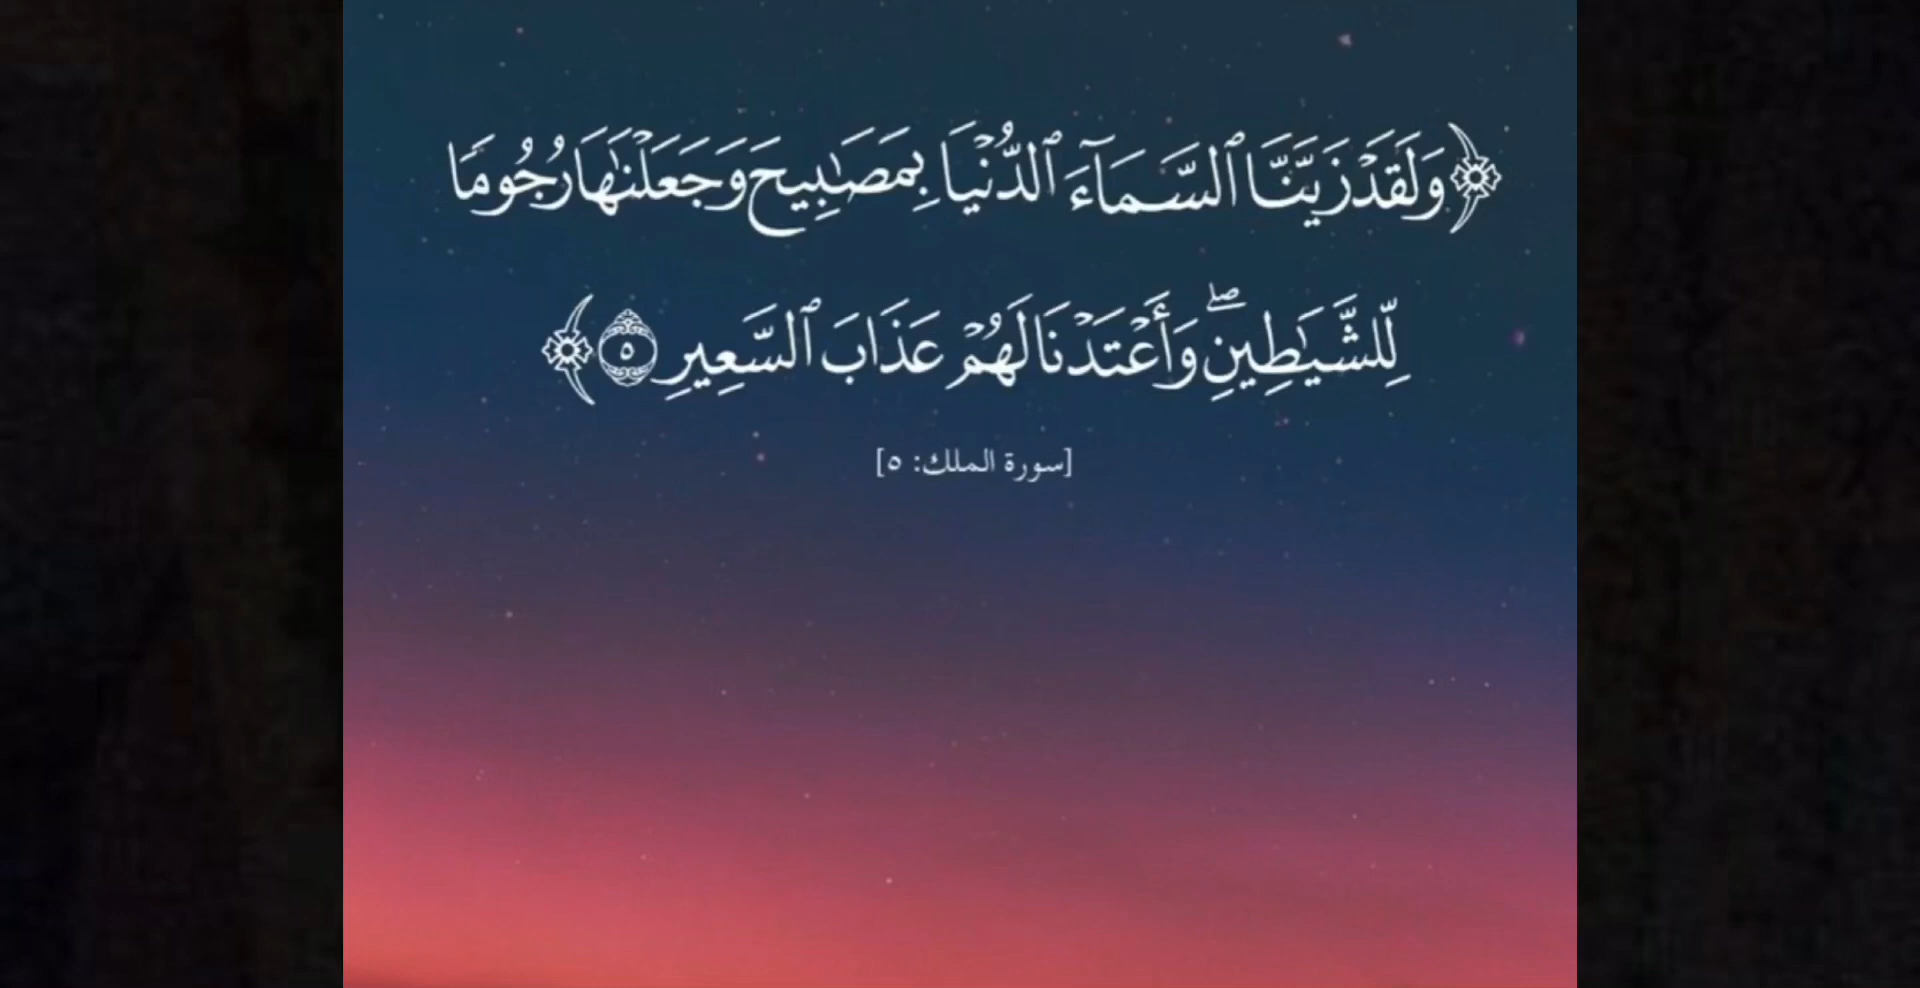 ﴿وَلَقَدۡ زَيَّنَّا ٱلسَّمَآءَ ٱلدُّنۡيَا بِمَصَٰبِيحَ وَجَعَلۡنَٰهَا رُجُومٗا
لِّلشَّيَٰطِينِۖ وَأَعۡتَدۡنَا لَهُمۡ عَذَابَ ٱلسَّعِيرِ ٥﴾
[سورة الملك: ٥]